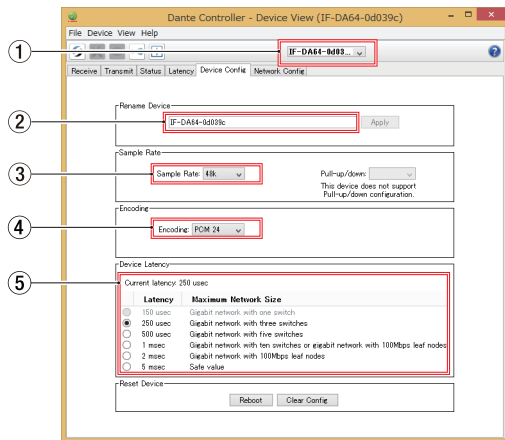 Dante Controller - Device View (IF-DA64-0d039c)
File Device View Help
① IF-DA64-0d03...
?
Receive Transmit Status Latency Device Config Network Config
Rename Device
② IF-DA64-0d039c Apply
Sample Rate
③ Sample Rate: 48k Pull-up/down:
This device does not support
Pull-up/down configuration.
Encoding
④ Encoding: PCM 24
Device Latency
⑤ Current latency: 250 usec
Latency Maximum Network Size
150 usec Gigabit network with one switch
250 usec Gigabit network with three switches
500 usec Gigabit network with five switches
1 msec Gigabit network with ten switches or gigabit network with 100Mbps leaf nodes
2 msec Gigabit network with 100Mbps leaf nodes
5 msec Safe value
Reset Device
Reboot Clear Config